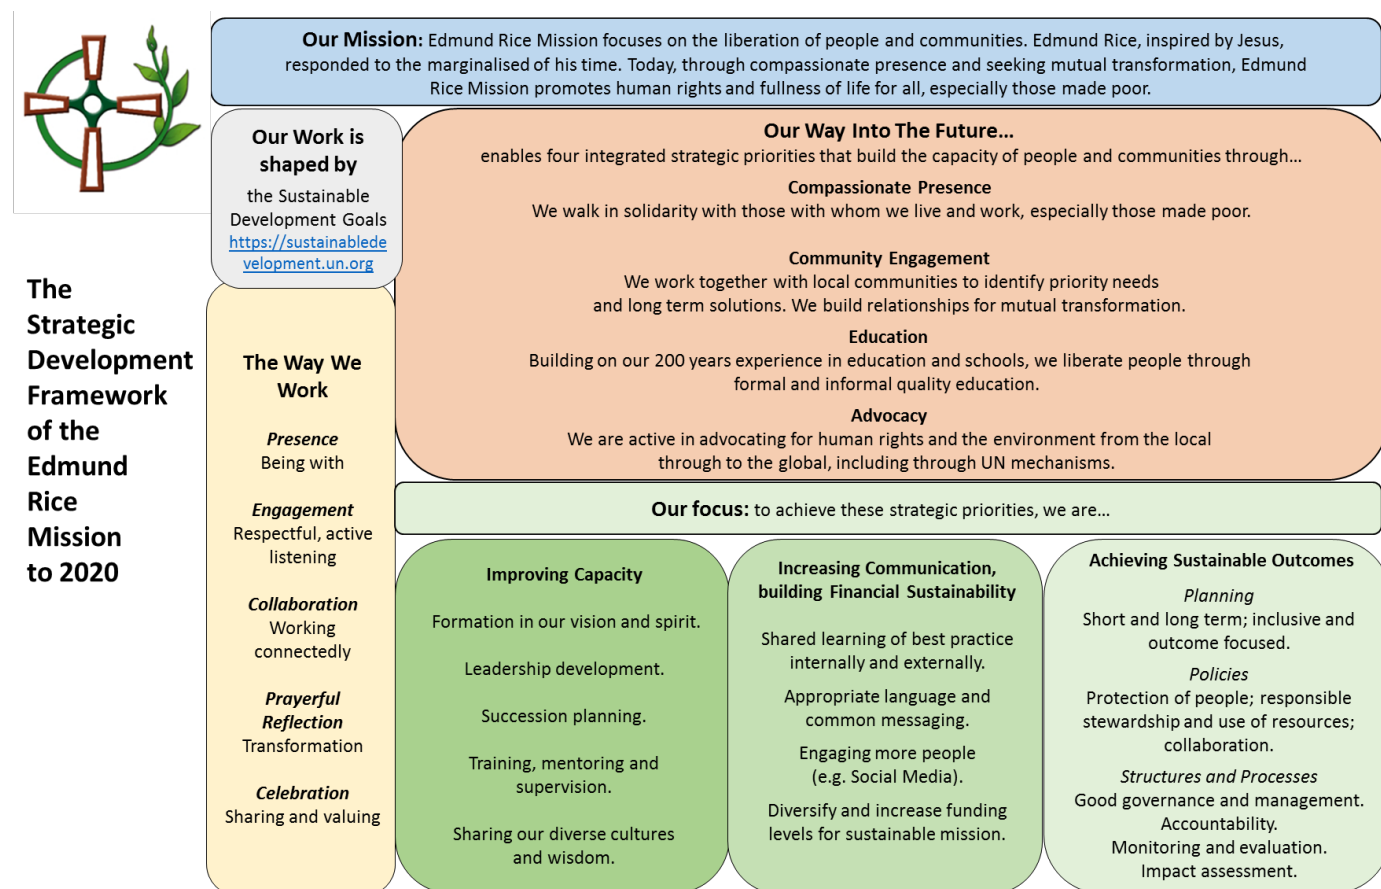 Our Mission: Edmund Rice Mission focuses on the liberation of people and communities. Edmund Rice, inspired by Jesus,
responded to the marginalised of his time. Today, through compassionate presence and seeking mutual transformation, Edmund
Rice Mission promotes human rights and fullness of life for all, especially those made poor.
The
Strategic
Development
Framework
of the
Edmund
Rice
Mission
to 2020
Our Work is
shaped by
the Sustainable
Development Goals
https://sustainablede
velopment.un.org
The Way We
Work
Presence
Being with
Engagement
Respectful, active
listening
Collaboration
Working
connectedly
Prayerful
Reflection
Transformation
Celebration
Sharing and valuing
Our Way Into The Future...
enables four integrated strategic priorities that build the capacity of people and communities through...
Compassionate Presence
We walk in solidarity with those with whom we live and work, especially those made poor.
Community Engagement
We work together with local communities to identify priority needs
and long term solutions. We build relationships for mutual transformation.
Education
Building on our 200 years experience in education and schools, we liberate people through
formal and informal quality education.
Advocacy
We are active in advocating for human rights and the environment from the local
through to the global, including through UN mechanisms.
Our focus: to achieve these strategic priorities, we are...
Improving Capacity
Formation in our vision and spirit.
Leadership development.
Succession planning.
Training, mentoring and
supervision.
Sharing our diverse cultures
and wisdom.
Increasing Communication,
building Financial Sustainability
Shared learning of best practice
internally and externally.
Appropriate language and
common messaging.
Engaging more people
(e.g. Social Media).
Diversify and increase funding
levels for sustainable mission.
Achieving Sustainable Outcomes
Planning
Short and long term; inclusive and
outcome focused.
Policies
Protection of people; responsible
stewardship and use of resources;
collaboration.
Structures and Processes
Good governance and management.
Accountability.
Monitoring and evaluation.
Impact assessment.